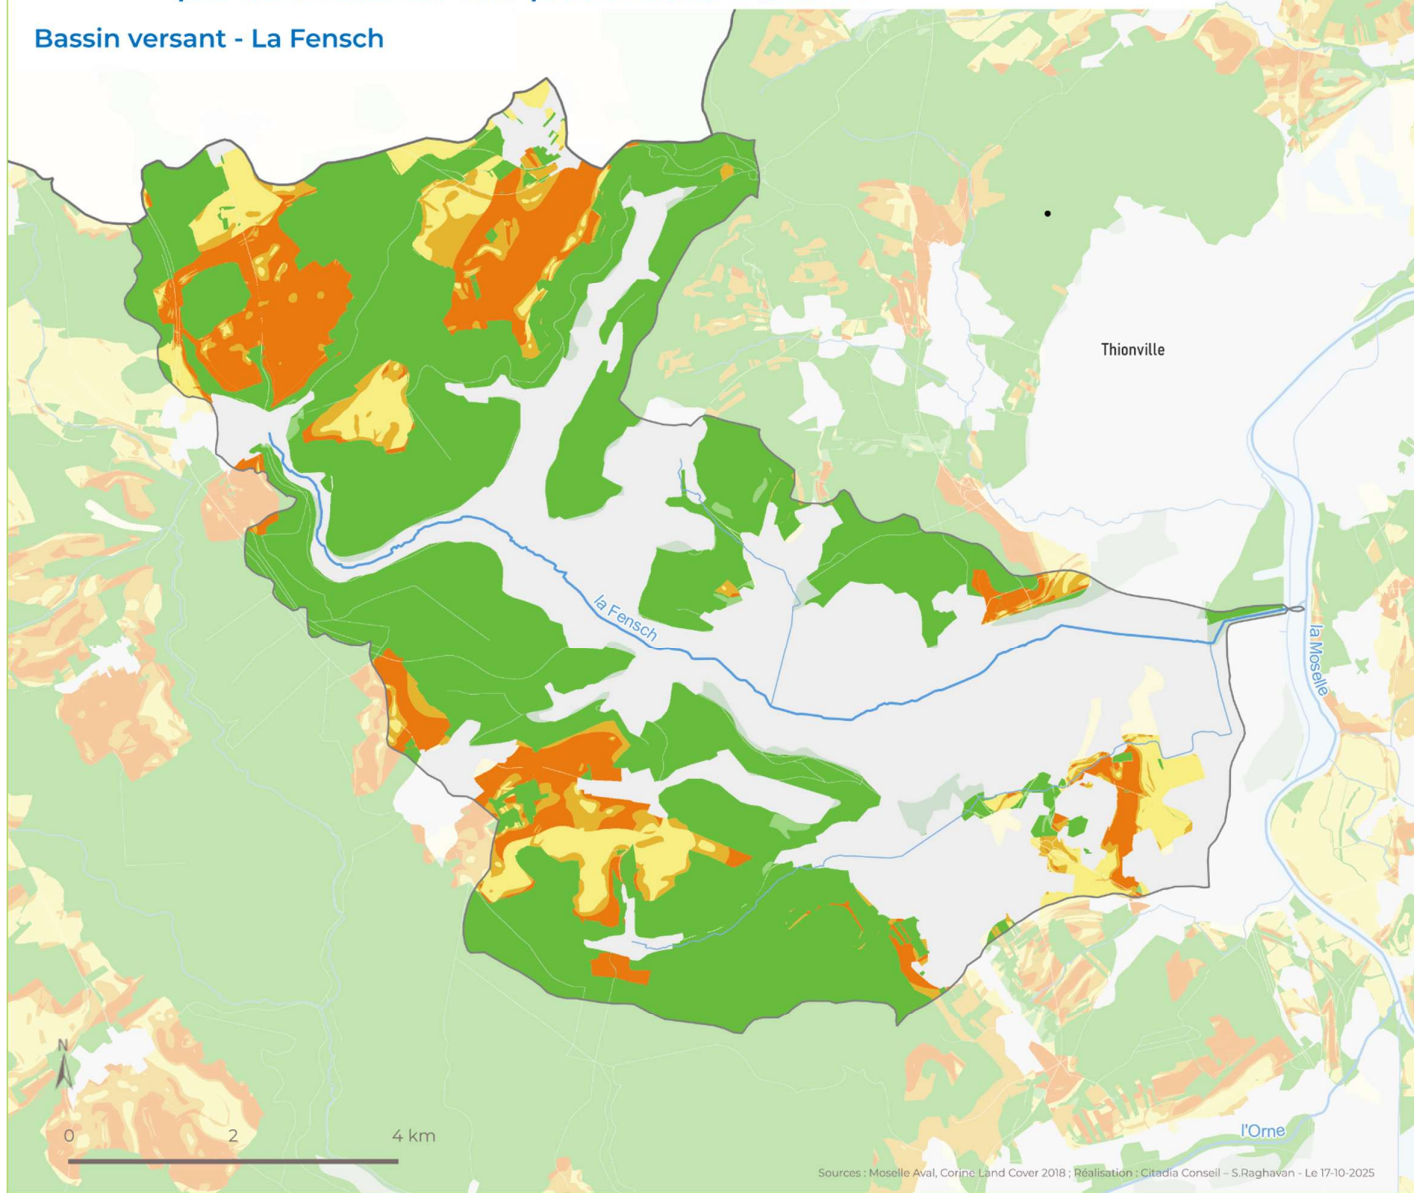 Bassin versant - La Fensch
Thionville
la Fensch
la Moselle
l'Orne
N
0 2 4 km
Sources : Moselle Aval, Corine Land Cover 2018 ; Réalisation : Citadia Conseil – S.Raghavan - Le 17-10-2025